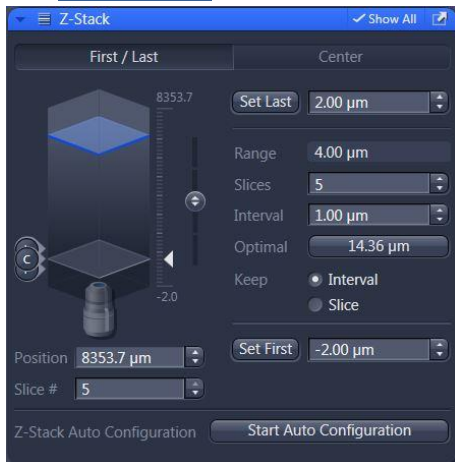 Z-Stack Show All
First / Last Center
8353.7
Set Last 2.00 µm
Range 4.00 µm
Slices 5
Interval 1.00 µm
Optimal 14.36 µm
Keep Interval
Slice
C
-2.0
Set First -2.00 µm
Position 8353.7 µm
Slice # 5
Z-Stack Auto Configuration Start Auto Configuration